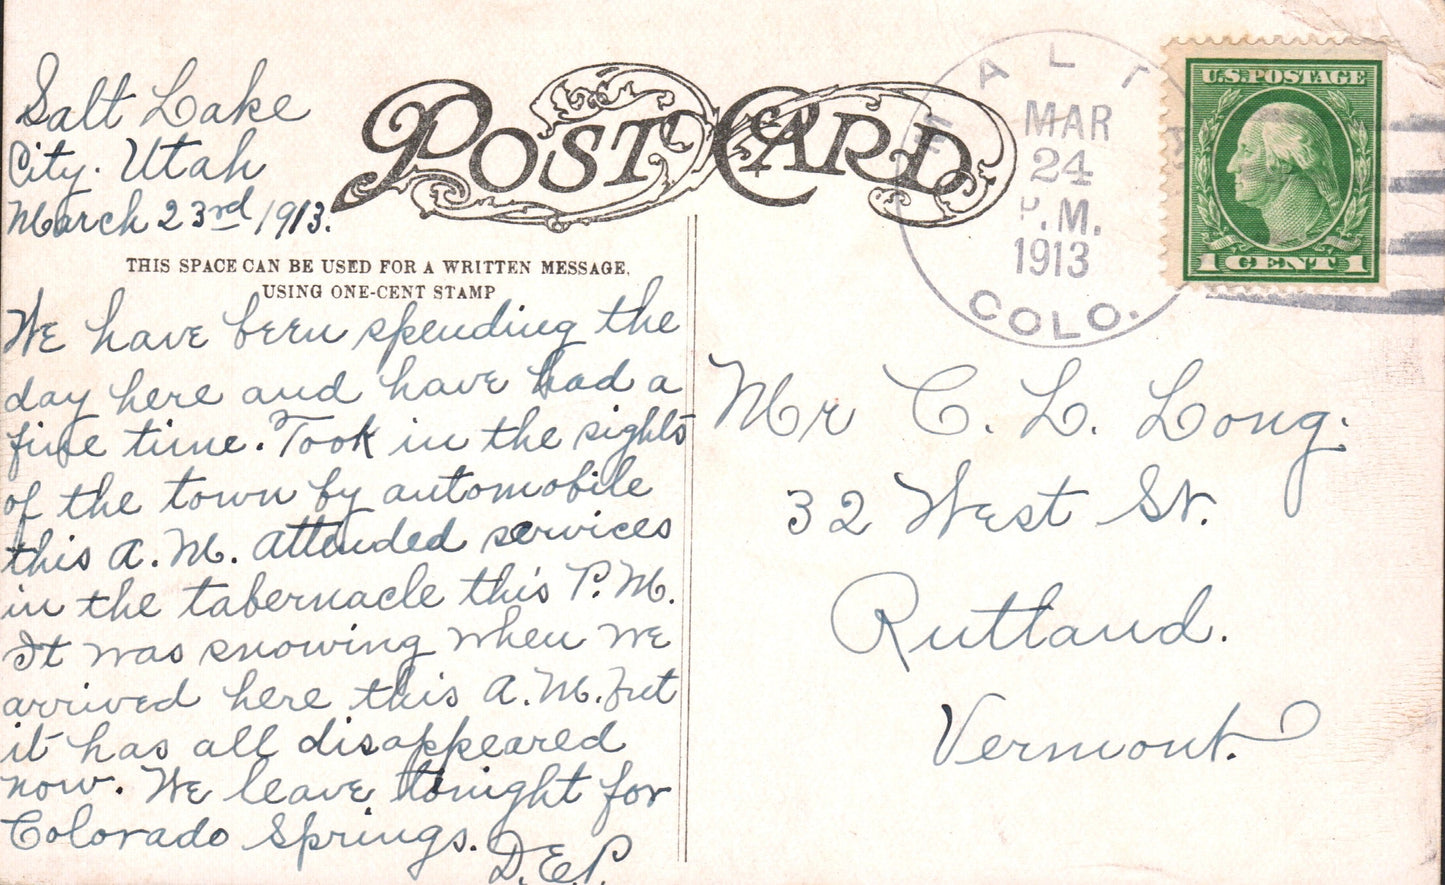 Salt Lake
City. Utah
March 23rd 1913.
POST CARD
THIS SPACE CAN BE USED FOR A WRITTEN MESSAGE,
USING ONE-CENT STAMP
We have been spending the
day here and have had a
fine time. Took in the sights
of the town by automobile
this A.M. attended services
in the tabernacle this P.M.
It was snowing when we
arrived here this A.M. but
it has all disappeared
now. We leave tonight for
Colorado Springs.
D.E.P.
MAR
24
P.M.
1913
COLO.
U.S. POSTAGE
1 CENT 1
Mr C. L. Long.
32 West St.
Rutland.
Vermont.